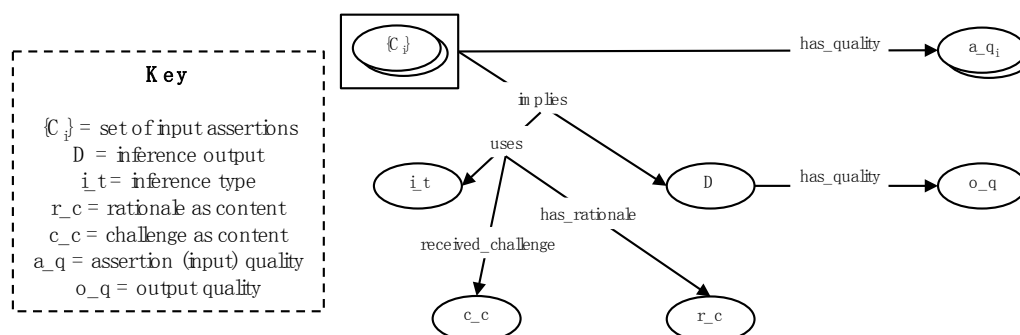 {C_i}
has_quality
a_q_i
Key
implies
{C_i} = set of input assertions
D = inference output
i_t = inference type
r_c = rationale as content
c_c = challenge as content
a_q = assertion (input) quality
o_q = output quality
uses
i_t
D
has_quality
o_q
has_rationale
received_challenge
c_c
r_c